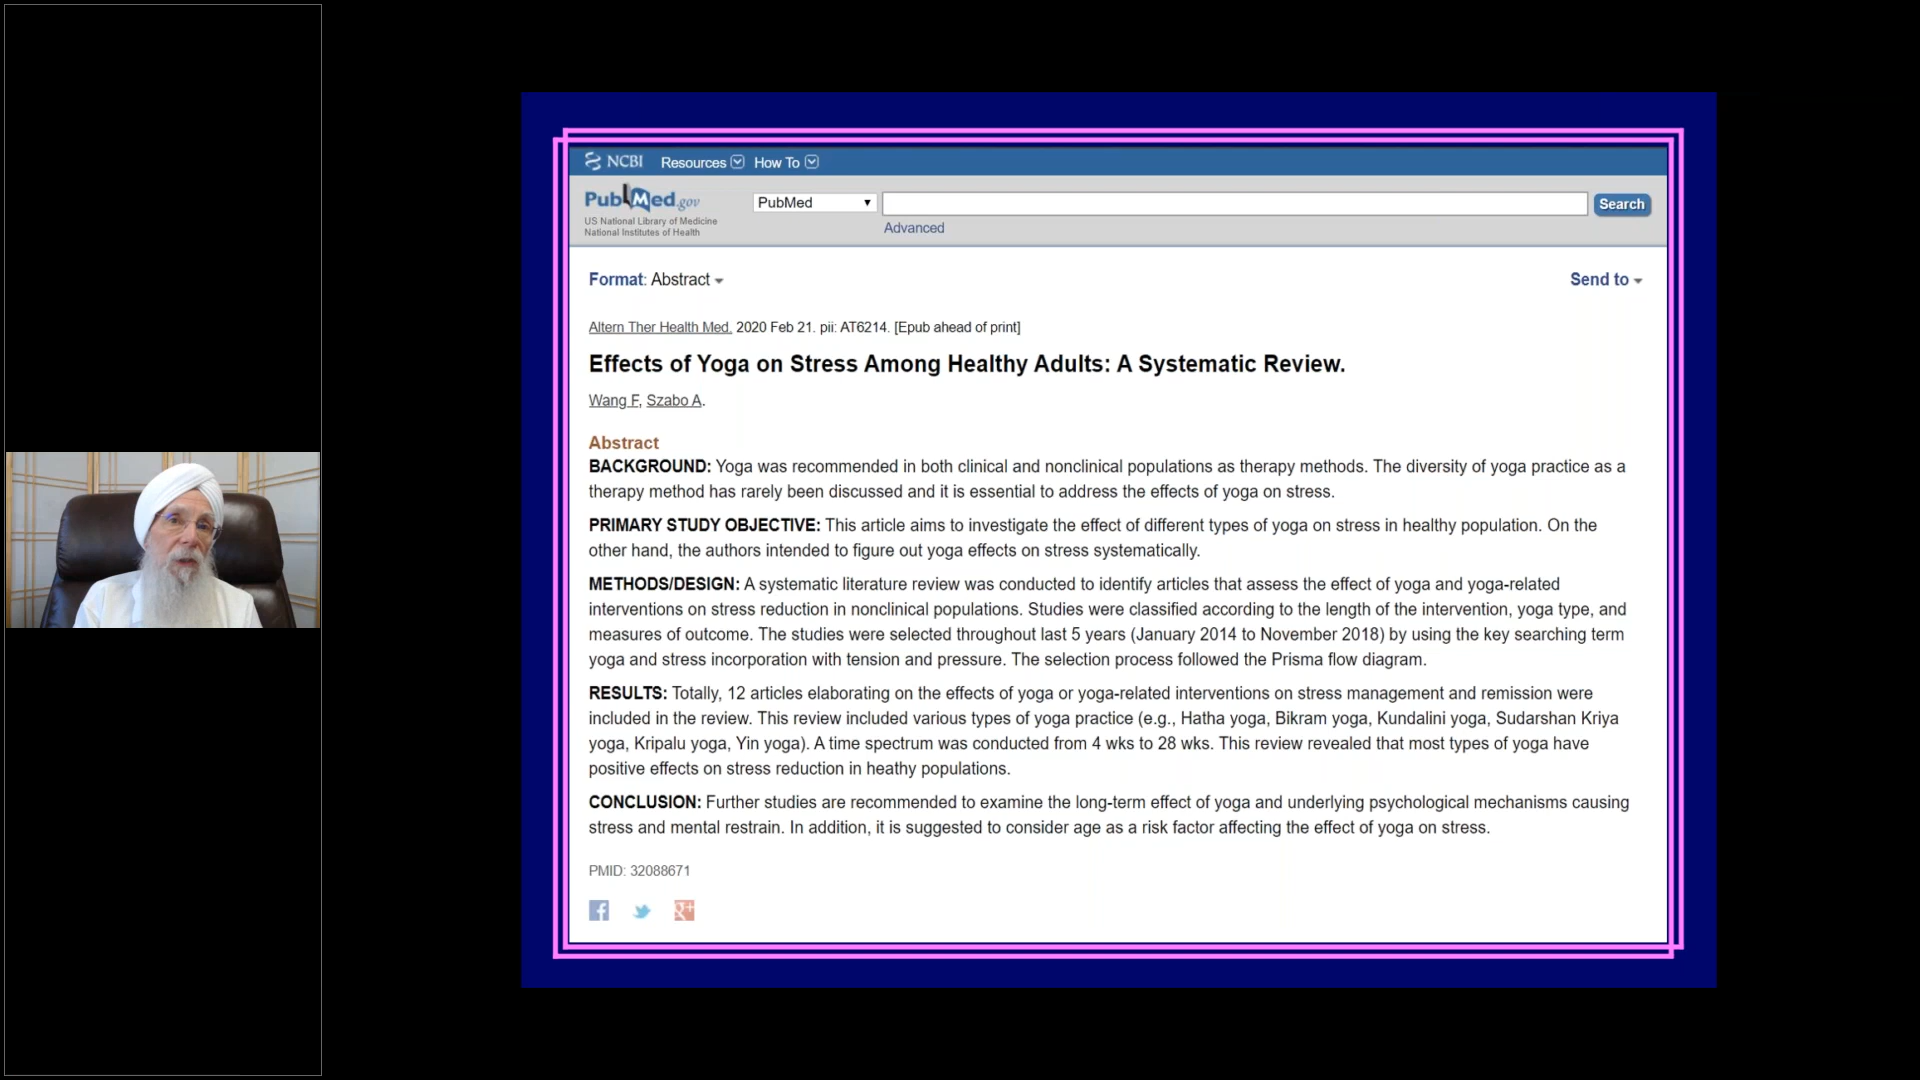 NCBI Resources How To
PubMed.gov
US National Library of Medicine
National Institutes of Health
PubMed
Search
Advanced
Format: Abstract
Send to
Altern Ther Health Med. 2020 Feb 21. pii: AT6214. [Epub ahead of print]
Effects of Yoga on Stress Among Healthy Adults: A Systematic Review.
Wang F, Szabo A.
Abstract
BACKGROUND: Yoga was recommended in both clinical and nonclinical populations as therapy methods. The diversity of yoga practice as a
therapy method has rarely been discussed and it is essential to address the effects of yoga on stress.
PRIMARY STUDY OBJECTIVE: This article aims to investigate the effect of different types of yoga on stress in healthy population. On the
other hand, the authors intended to figure out yoga effects on stress systematically.
METHODS/DESIGN: A systematic literature review was conducted to identify articles that assess the effect of yoga and yoga-related
interventions on stress reduction in nonclinical populations. Studies were classified according to the length of the intervention, yoga type, and
measures of outcome. The studies were selected throughout last 5 years (January 2014 to November 2018) by using the key searching term
yoga and stress incorporation with tension and pressure. The selection process followed the Prisma flow diagram.
RESULTS: Totally, 12 articles elaborating on the effects of yoga or yoga-related interventions on stress management and remission were
included in the review. This review included various types of yoga practice (e.g., Hatha yoga, Bikram yoga, Kundalini yoga, Sudarshan Kriya
yoga, Kripalu yoga, Yin yoga). A time spectrum was conducted from 4 wks to 28 wks. This review revealed that most types of yoga have
positive effects on stress reduction in heathy populations.
CONCLUSION: Further studies are recommended to examine the long-term effect of yoga and underlying psychological mechanisms causing
stress and mental restrain. In addition, it is suggested to consider age as a risk factor affecting the effect of yoga on stress.
PMID: 32088671
f
g+